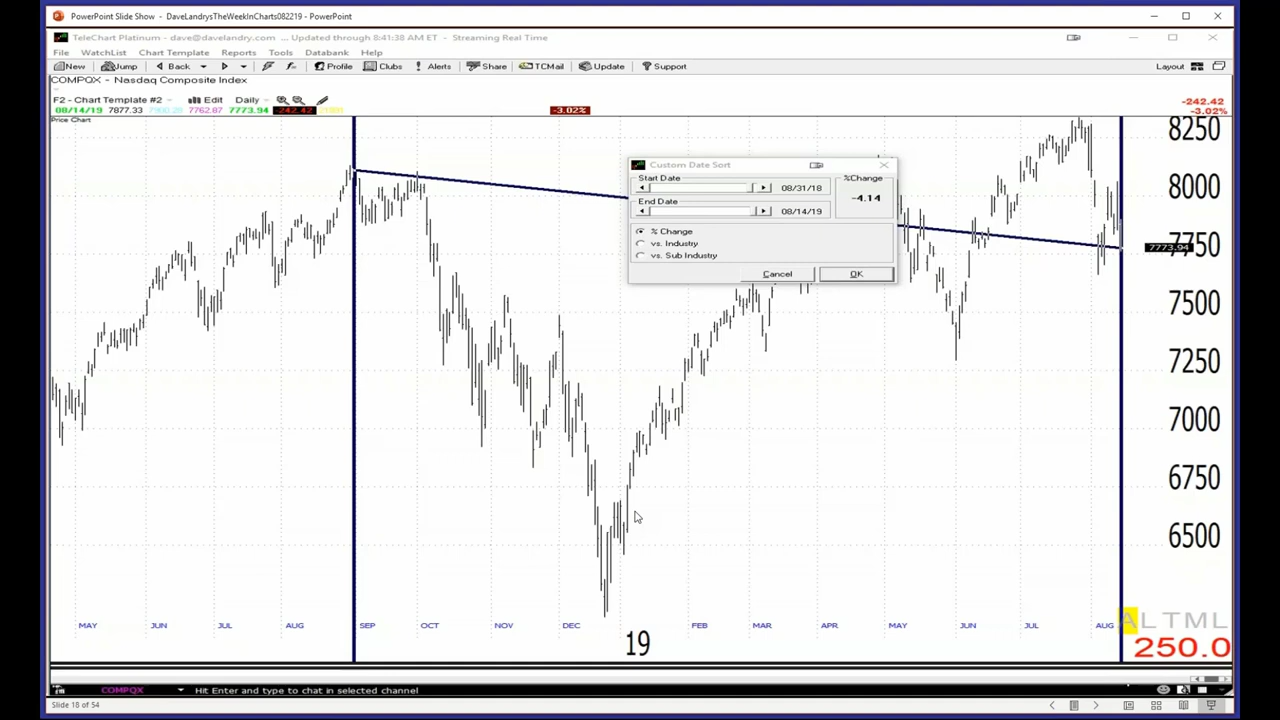 PowerPoint Slide Show - DaveLandrysTheWeekInCharts082219 - PowerPoint
TeleChart Platinum - dave@davelandry.com ... Updated through 8:41:38 AM ET - Streaming Real Time
File WatchList Chart Template Reports Tools Databank Help
New Jump Back Profile Clubs Alerts Share TCMail Update Support Layout
COMPQX - Nasdaq Composite Index
F2 - Chart Template #2 Edit Daily -242.42
08/14/19 7877.33 7762.87 7773.94 -242.42 -3.02% -3.02%
Price Chart
8250
Custom Date Sort
Start Date %Change
08/31/18 -4.14
8000
End Date
08/14/19
% Change
vs. Industry
7750
7773.94
vs. Sub Industry
Cancel OK
7500
7250
7000
6750
6500
ALTML
MAY JUN JUL AUG SEP OCT NOV DEC FEB MAR APR MAY JUN JUL AUG
19
250.0
COMPQX Hit Enter and type to chat in selected channel
Slide 18 of 54